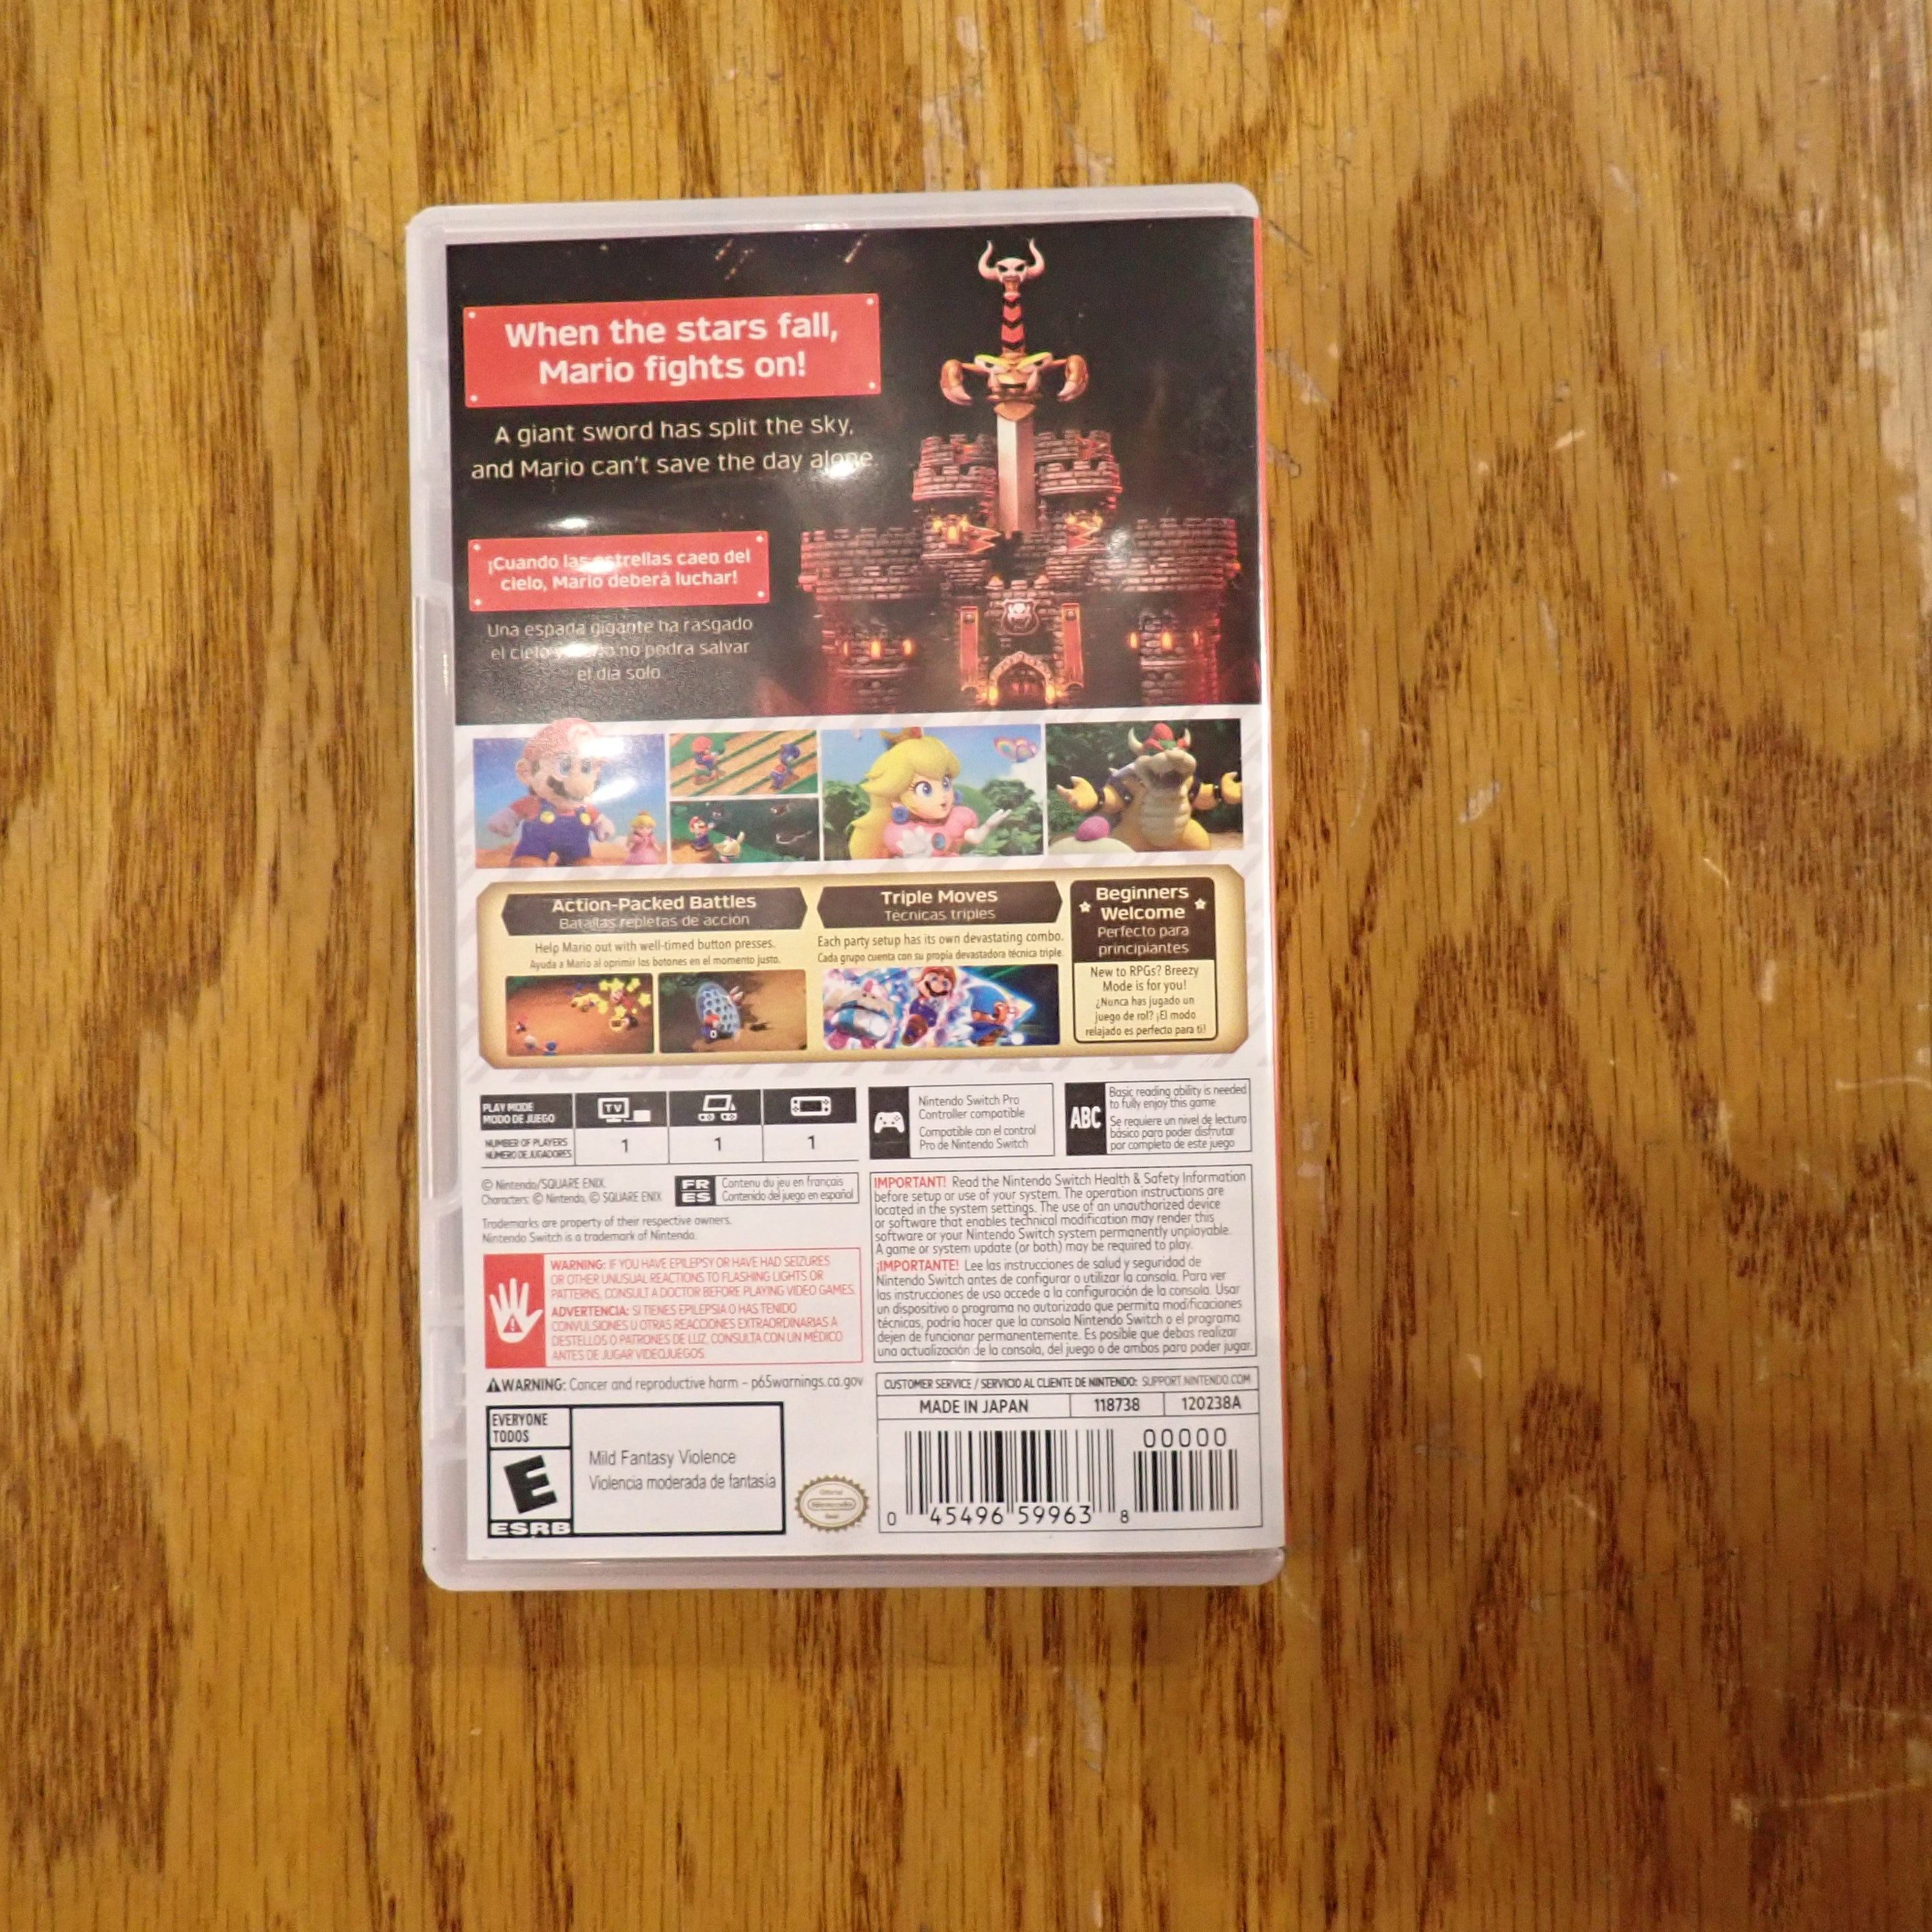 When the stars fall,
Mario fights on!
A giant sword has split the sky,
and Mario can't save the day alone.
¡Cuando las estrellas caen del
cielo, Mario deberá luchar!
Una espada gigante ha rasgado
el cielo y no podrá salvar
el día solo.
Action-Packed Battles
Batallas repletas de acción
Help Mario out with well-timed button presses.
Ayuda a Mario al oprimir los botones en el momento justo.
Triple Moves
Técnicas triples
Each party setup has its own devastating combo.
Cada grupo cuenta con su propia devastadora técnica triple.
Beginners
Welcome
Perfecto para
principiantes
New to RPGs? Breezy
Mode is for you!
¿Nunca has jugado un
juego de rol? ¡El modo
relajado es perfecto para ti!
PLAY MODE
MODO DE JUEGO
TV
NUMBER OF PLAYERS
NÚMERO DE JUGADORES
1 1 1
Nintendo Switch Pro
Controller compatible
Compatible con el control
Pro de Nintendo Switch
ABC
Basic reading ability is needed
to fully enjoy this game
Se requiere un nivel de lectura
básico para poder disfrutar
por completo de este juego
© Nintendo/SQUARE ENIX
Characters: © Nintendo, © SQUARE ENIX
FR
ES
Contenu du jeu en français
Contenido del juego en español
Trademarks are property of their respective owners.
Nintendo Switch is a trademark of Nintendo.
WARNING: IF YOU HAVE EPILEPSY OR HAVE HAD SEIZURES
OR OTHER UNUSUAL REACTIONS TO FLASHING LIGHTS OR
PATTERNS, CONSULT A DOCTOR BEFORE PLAYING VIDEO GAMES.
ADVERTENCIA: SI TIENES EPILEPSIA O HAS TENIDO
CONVULSIONES U OTRAS REACCIONES EXTRAORDINARIAS A
DESTELLOS O PATRONES DE LUZ, CONSULTA CON UN MÉDICO
ANTES DE JUGAR VIDEOJUEGOS.
IMPORTANT! Read the Nintendo Switch Health & Safety Information
before setup or use of your system. The operation instructions are
located in the system settings. The use of an unauthorized device
or software that enables technical modification may render this
software or your Nintendo Switch system permanently unplayable.
A game or system update (or both) may be required to play.
¡IMPORTANTE! Lee las instrucciones de salud y seguridad de
Nintendo Switch antes de configurar o utilizar la consola. Para ver
las instrucciones de uso accede a la configuración de la consola. Usar
un dispositivo o programa no autorizado que permita modificaciones
técnicas, podría hacer que la consola Nintendo Switch o el programa
dejen de funcionar permanentemente. Es posible que debas realizar
una actualización de la consola, del juego o de ambos para poder jugar.
WARNING: Cancer and reproductive harm – p65warnings.ca.gov
CUSTOMER SERVICE / SERVICIO AL CLIENTE DE NINTENDO: SUPPORT.NINTENDO.COM
MADE IN JAPAN 118738 120238A
EVERYONE
TODOS
E
ESRB
Mild Fantasy Violence
Violencia moderada de fantasía
Official
Nintendo
Seal
00000
0 45496 59963 8